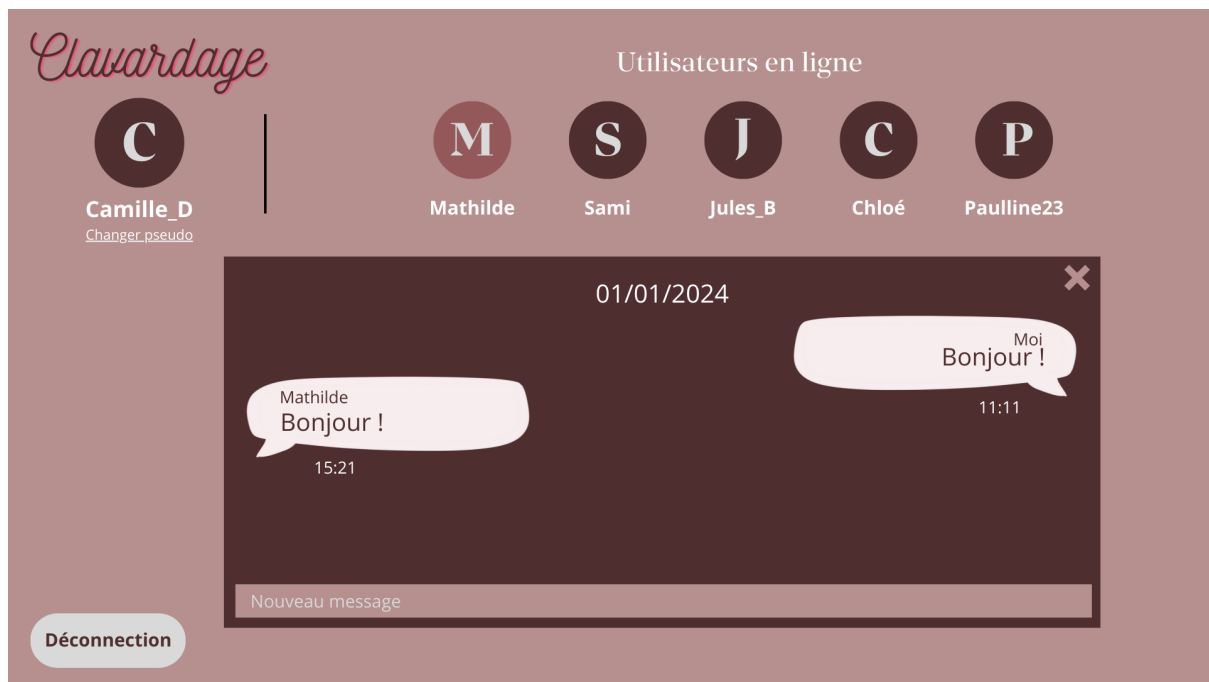 Clavardage
Utilisateurs en ligne
C
M S J C P
Camille_D
Mathilde Sami Jules_B Chloé Paulline23
Changer pseudo
01/01/2024
Moi
Bonjour !
11:11
Mathilde
Bonjour !
15:21
Nouveau message
Déconnection